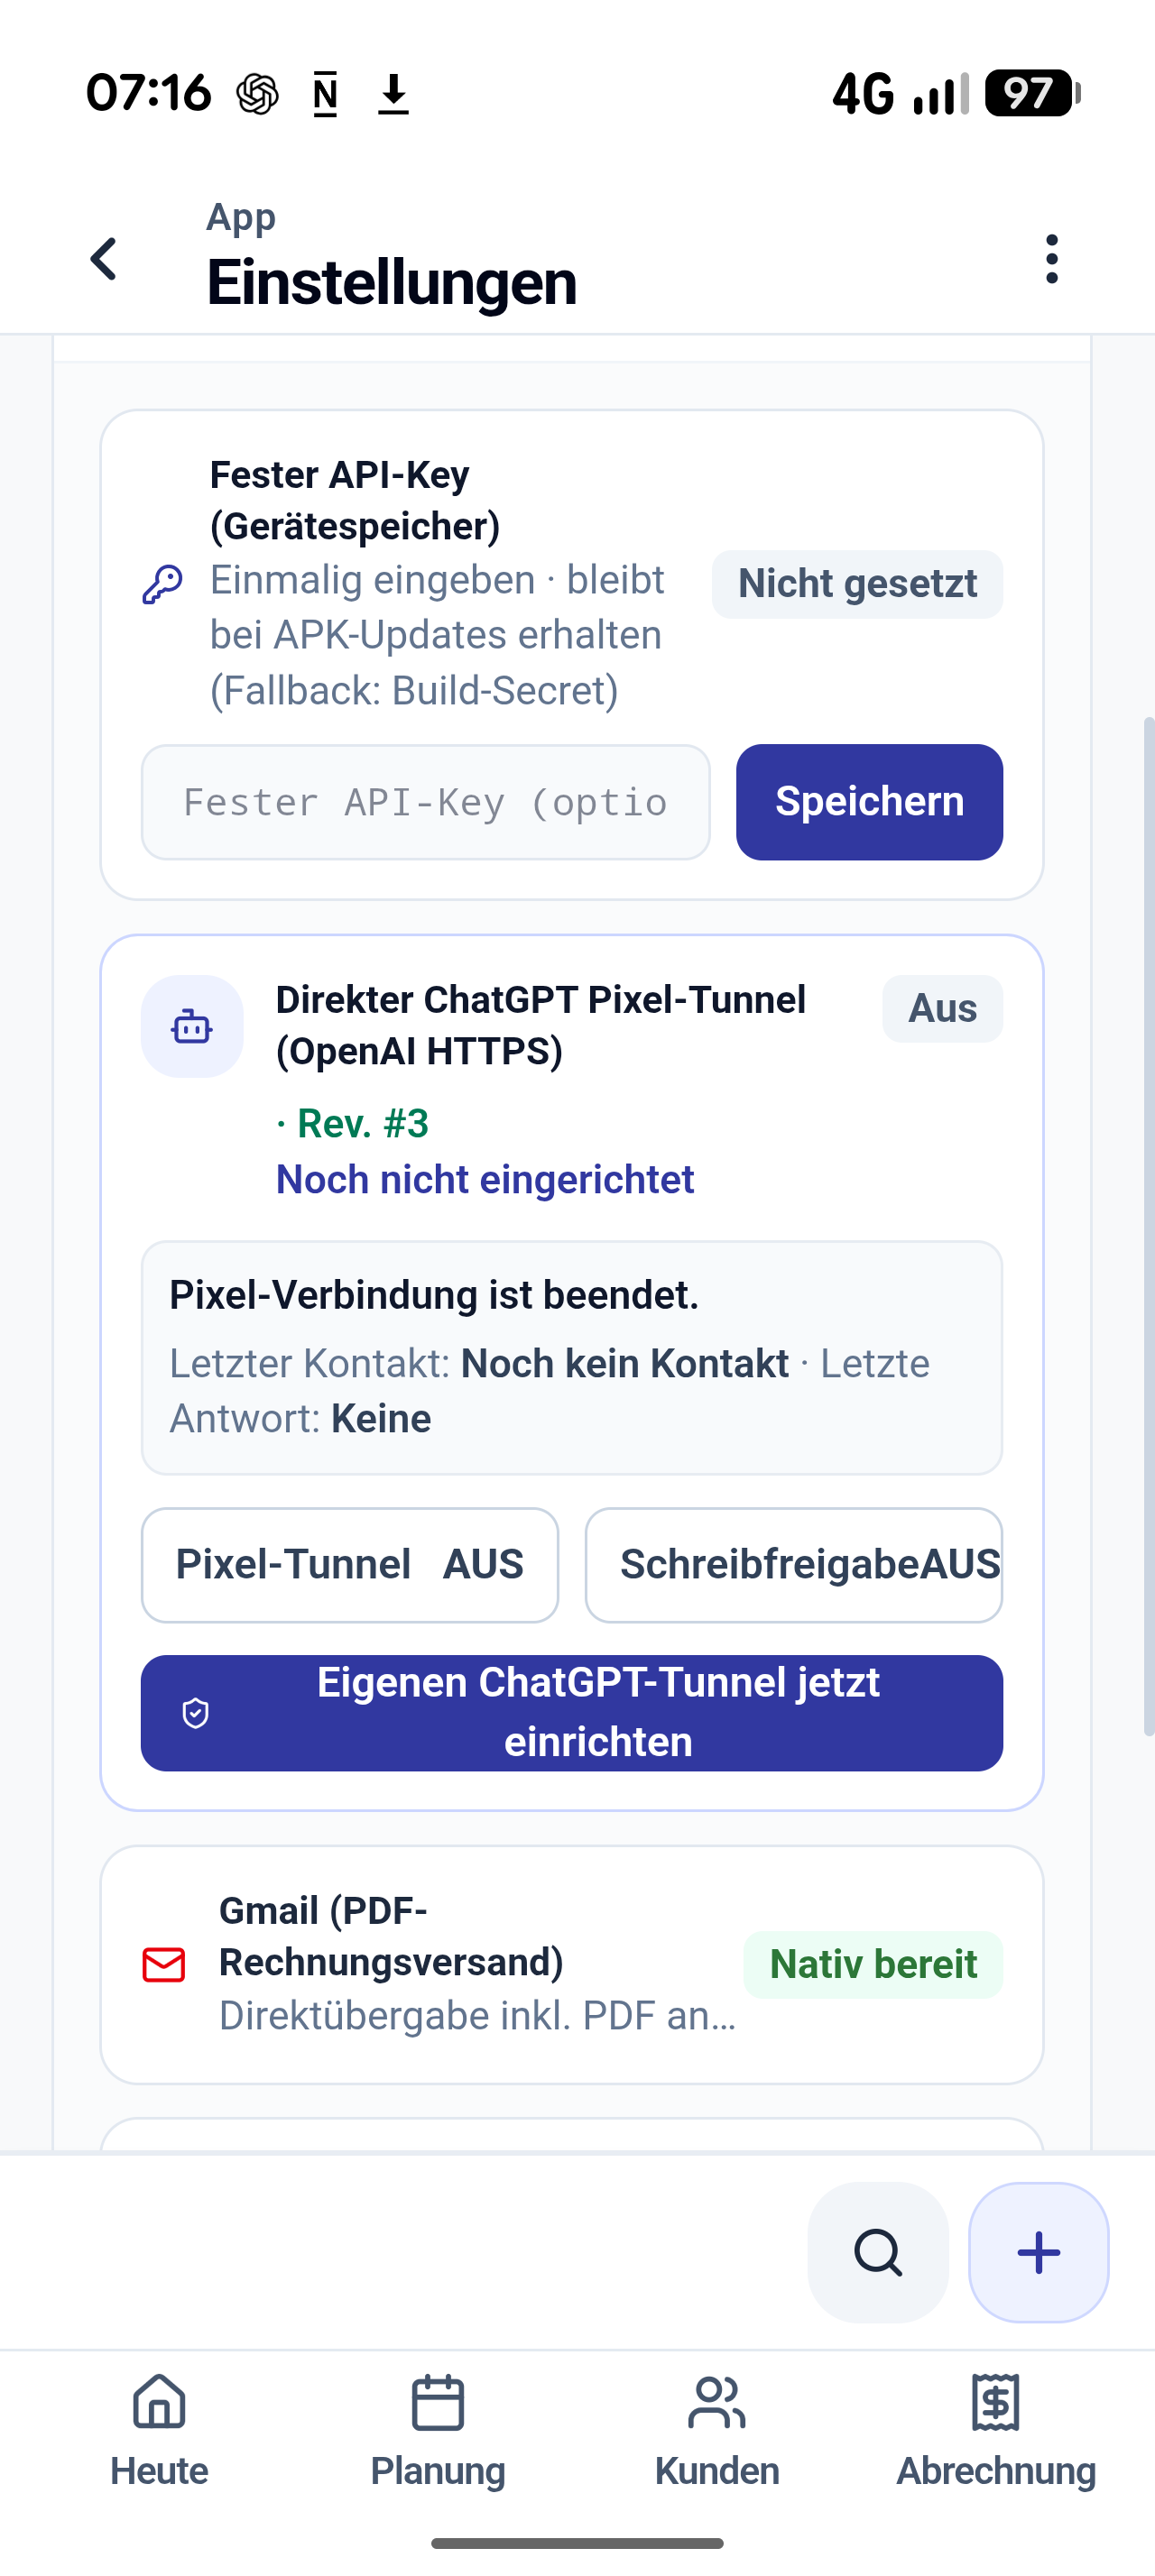 07:16
4G
97
App
Einstellungen
Fester API-Key
(Gerätespeicher)
Einmalig eingeben · bleibt
bei APK-Updates erhalten
(Fallback: Build-Secret)
Nicht gesetzt
Fester API-Key (optio
Speichern
Direkter ChatGPT Pixel-Tunnel
(OpenAI HTTPS)
Aus
· Rev. #3
Noch nicht eingerichtet
Pixel-Verbindung ist beendet.
Letzter Kontakt: Noch kein Kontakt · Letzte
Antwort: Keine
Pixel-Tunnel AUS
SchreibfreigabeAUS
Eigenen ChatGPT-Tunnel jetzt
einrichten
Gmail (PDF-
Rechnungsversand)
Direktübergabe inkl. PDF an…
Nativ bereit
Heute
Planung
Kunden
Abrechnung